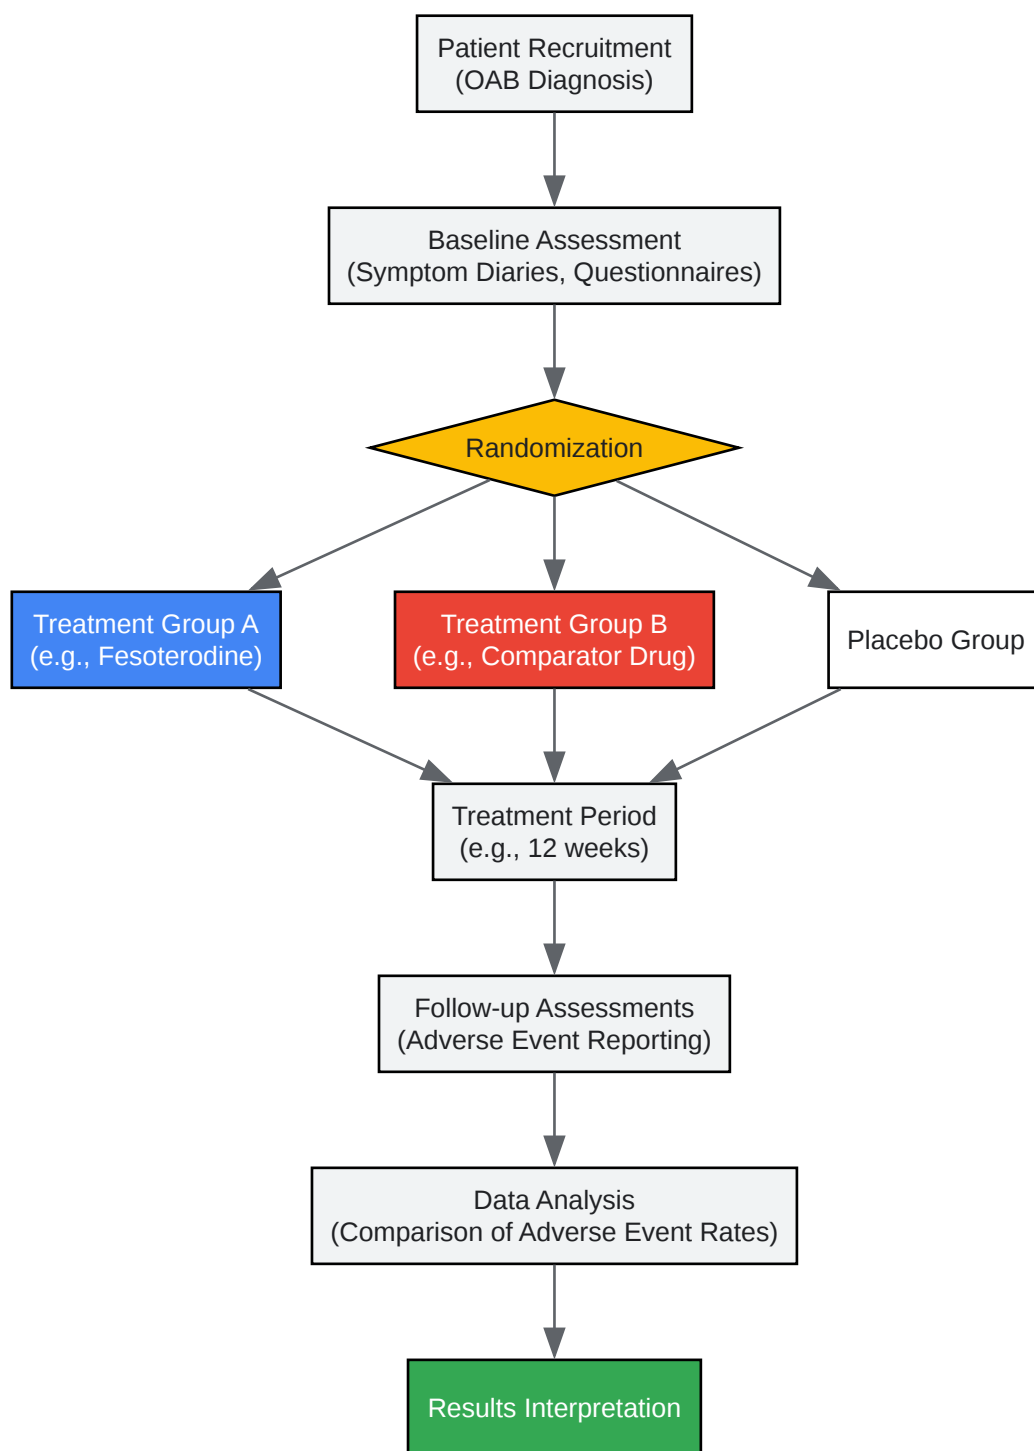 Patient Recruitment
(OAB Diagnosis)
Baseline Assessment
(Symptom Diaries, Questionnaires)
Randomization
Treatment Group A
(e.g., Fesoterodine)
Treatment Group B
(e.g., Comparator Drug)
Placebo Group
Treatment Period
(e.g., 12 weeks)
Follow-up Assessments
(Adverse Event Reporting)
Data Analysis
(Comparison of Adverse Event Rates)
Results Interpretation